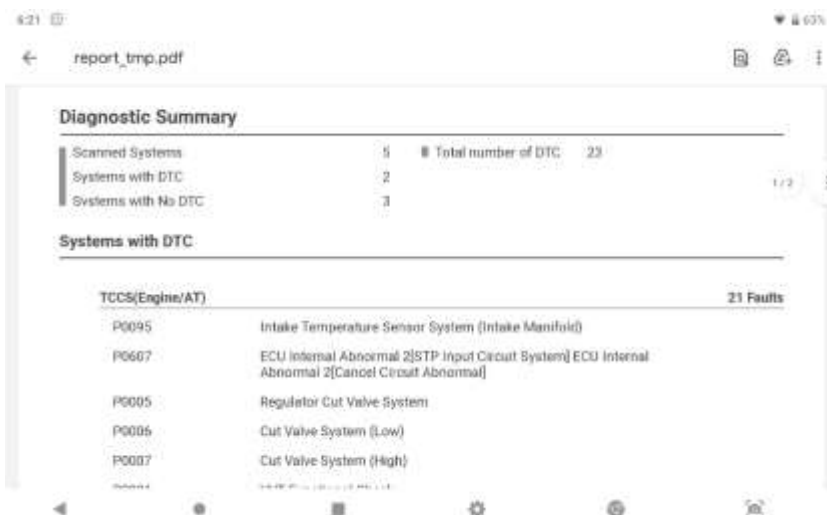 6:21
63%
report_tmp.pdf
Diagnostic Summary
Scanned Systems 5 Total number of DTC 23
Systems with DTC 2
1 / 2
Systems with No DTC 3
Systems with DTC
TCCS(Engine/AT) 21 Faults
P0095 Intake Temperature Sensor System (Intake Manifold)
P0607 ECU Internal Abnormal 2[STP Input Circuit System] ECU Internal
Abnormal 2[Cancel Circuit Abnormal]
P0005 Regulator Cut Valve System
P0006 Cut Valve System (Low)
P0007 Cut Valve System (High)